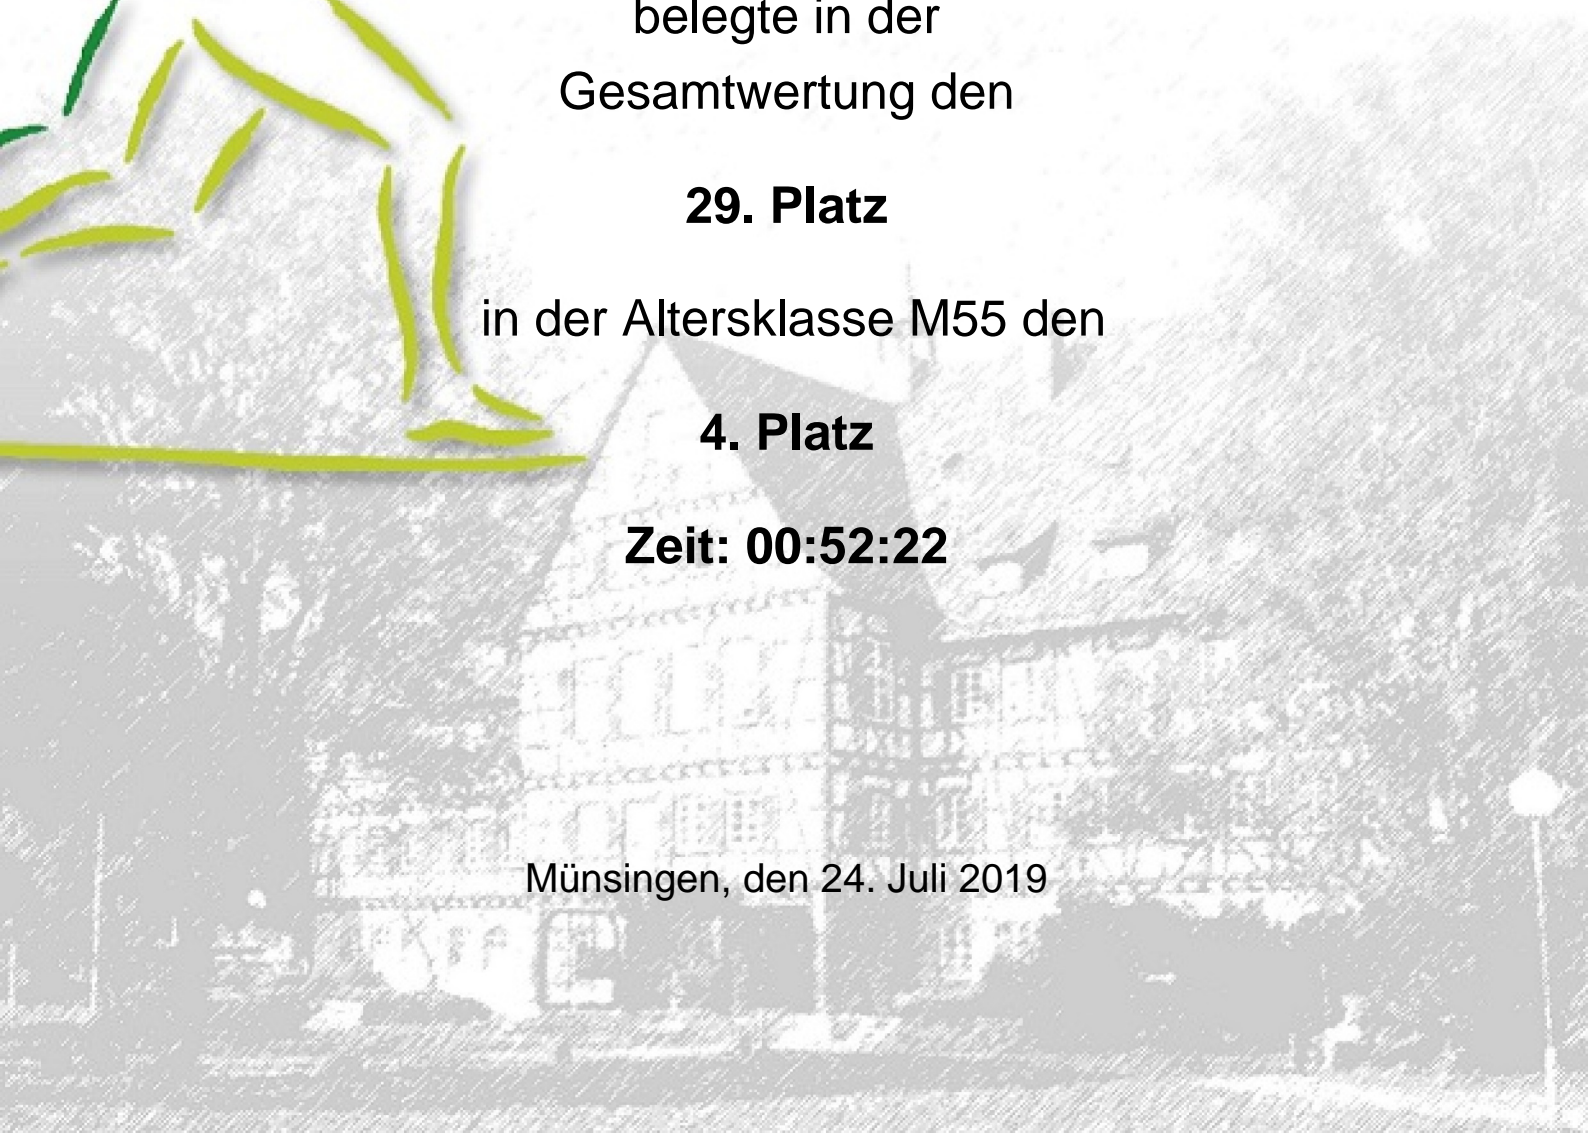 belegte in der
Gesamtwertung den
29. Platz
in der Altersklasse M55 den
4. Platz
Zeit: 00:52:22
Münsingen, den 24. Juli 2019